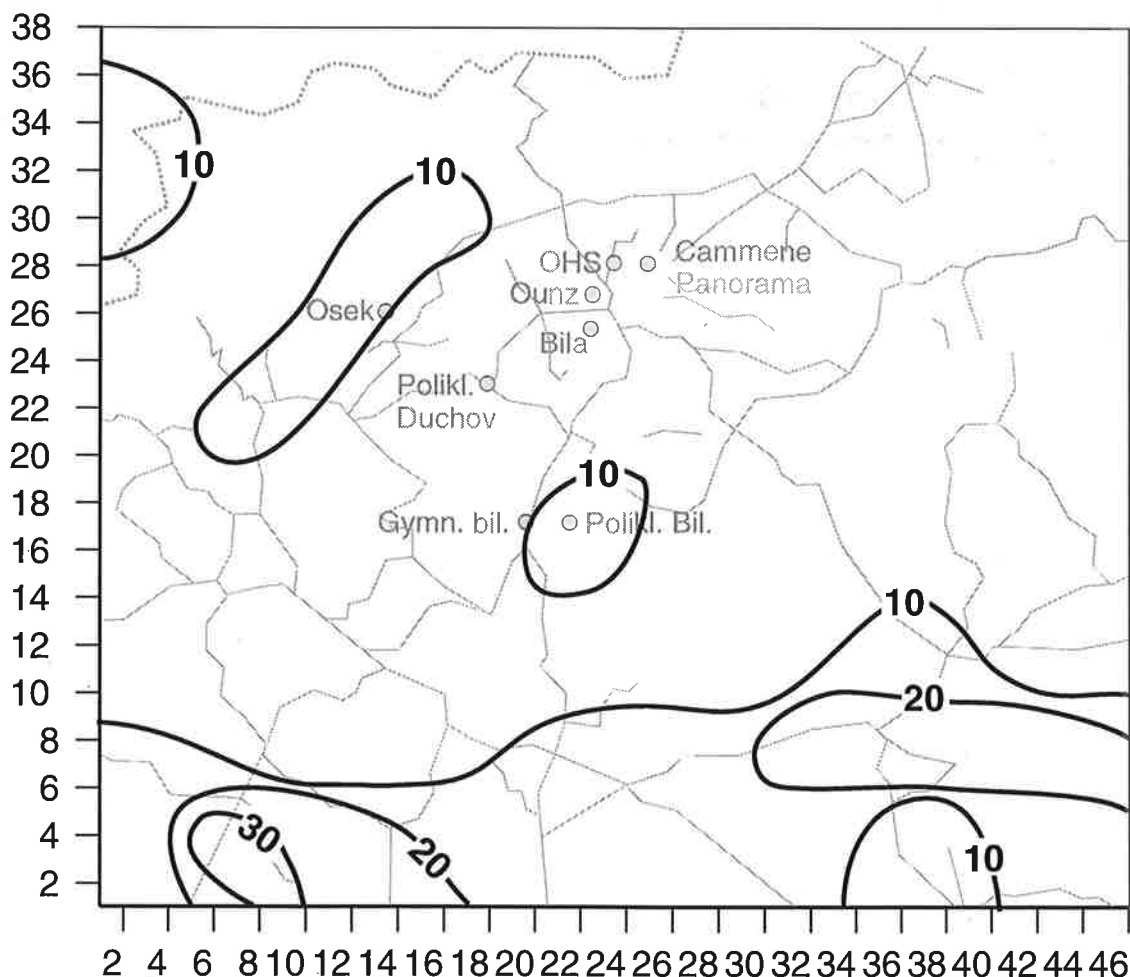 38
36
34
32
30
28
26
24
22
20
18
16
14
12
10
8
6
4
2
10
10
OHS
Cammene
Panorama
Ounz
Osek
Bila
Polikl.
Duchov
10
Gymn. bil.
Polikl. Bil.
10
20
30
20
10
2 4 6 8 10 12 14 16 18 20 22 24 26 28 30 32 34 36 38 40 42 44 46